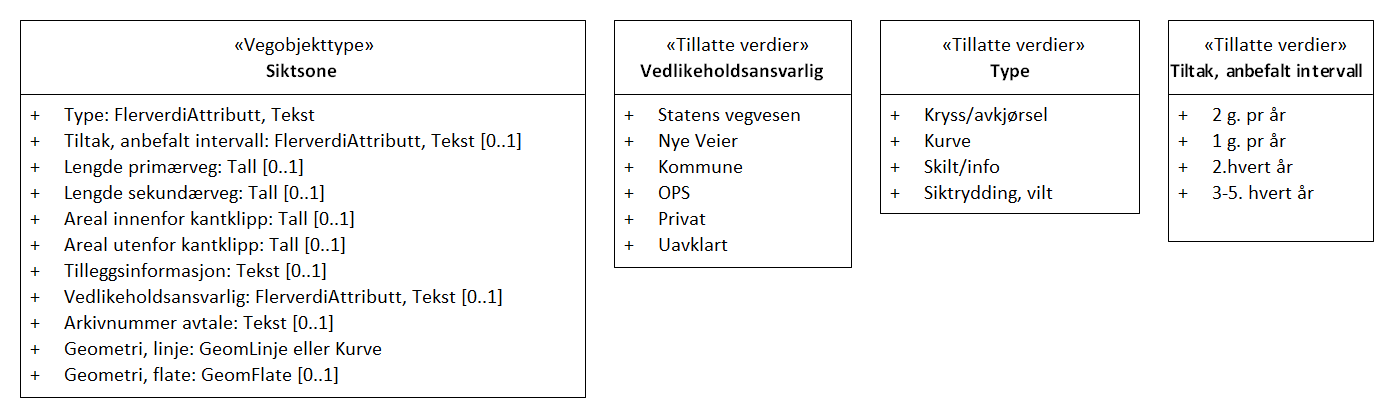 «Vegobjekttype»
Siktsone
+ Type: FlerverdiAttributt, Tekst
+ Tiltak, anbefalt intervall: FlerverdiAttributt, Tekst [0..1]
+ Lengde primærveg: Tall [0..1]
+ Lengde sekundærveg: Tall [0..1]
+ Areal innenfor kantklipp: Tall [0..1]
+ Areal utenfor kantklipp: Tall [0..1]
+ Tilleggsinformasjon: Tekst [0..1]
+ Vedlikeholdsansvarlig: FlerverdiAttributt, Tekst [0..1]
+ Arkivnummer avtale: Tekst [0..1]
+ Geometri, linje: GeomLinje eller Kurve
+ Geometri, flate: GeomFlate [0..1]
«Tillatte verdier»
Vedlikeholdsansvarlig
+ Statens vegvesen
+ Nye Veier
+ Kommune
+ OPS
+ Privat
+ Uavklart
«Tillatte verdier»
Type
+ Kryss/avkjørsel
+ Kurve
+ Skilt/info
+ Siktrydding, vilt
«Tillatte verdier»
Tiltak, anbefalt intervall
+ 2 g. pr år
+ 1 g. pr år
+ 2.hvert år
+ 3-5. hvert år